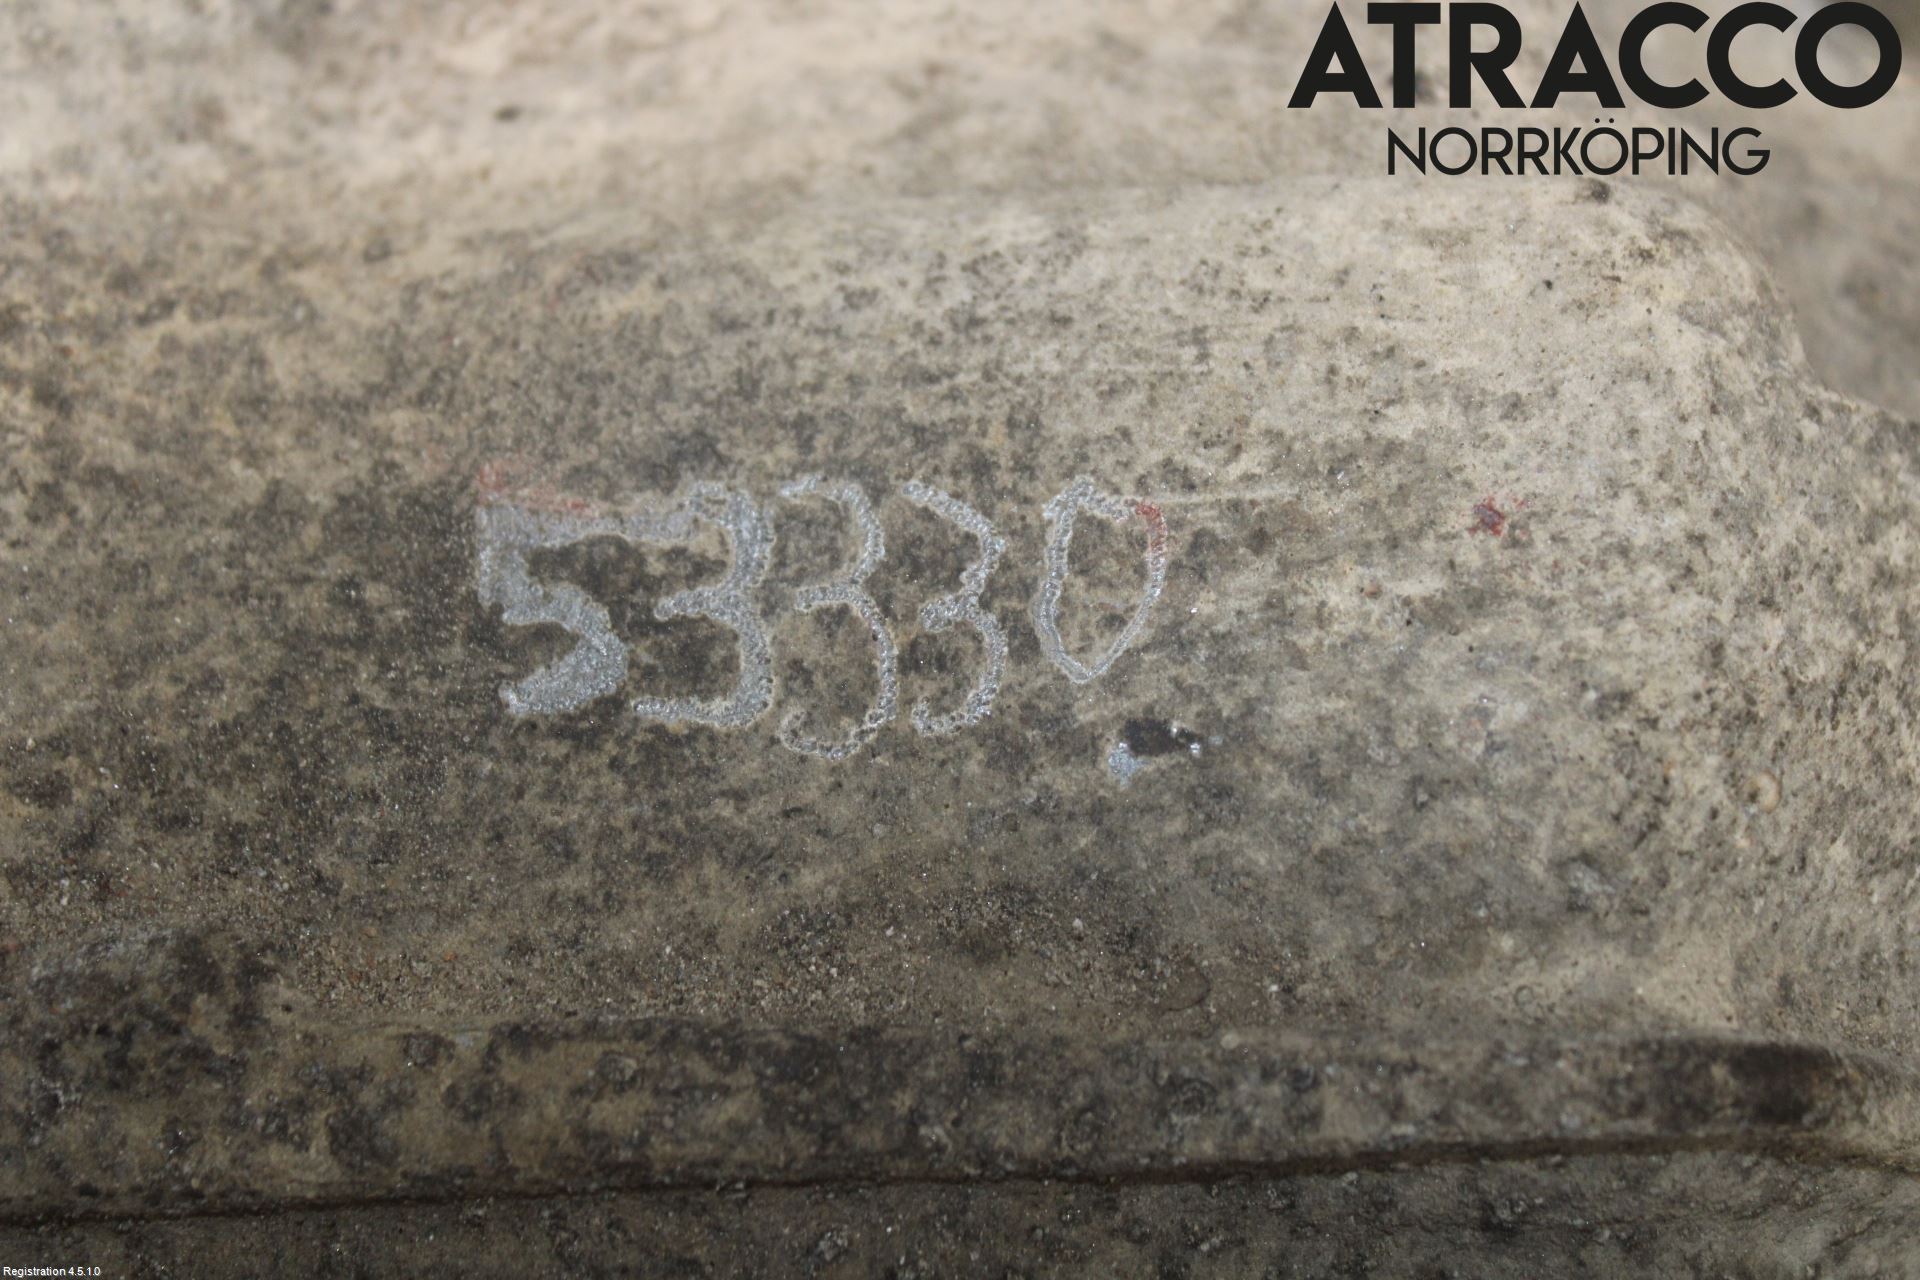 ATRACCO
NORRKÖPING
53330
Registration 4.5.1.0